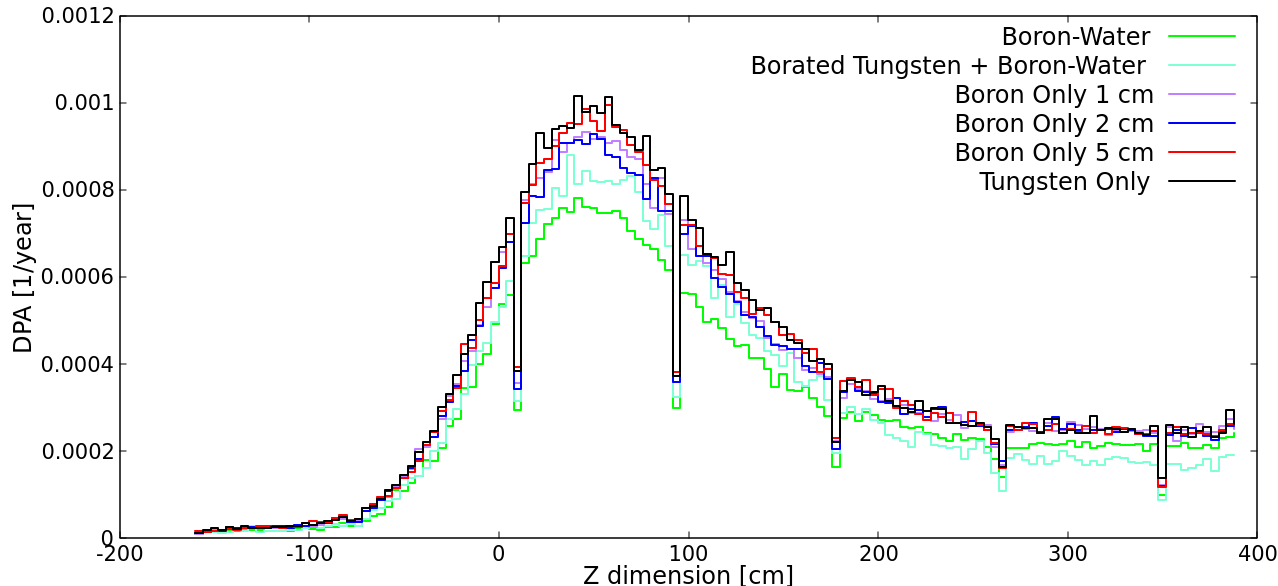 0.0012
0.001
0.0008
0.0006
0.0004
0.0002
0
DPA [1/year]
Boron-Water
Borated Tungsten + Boron-Water
Boron Only 1 cm
Boron Only 2 cm
Boron Only 5 cm
Tungsten Only
-200 -100 0 100 200 300 400
Z dimension [cm]